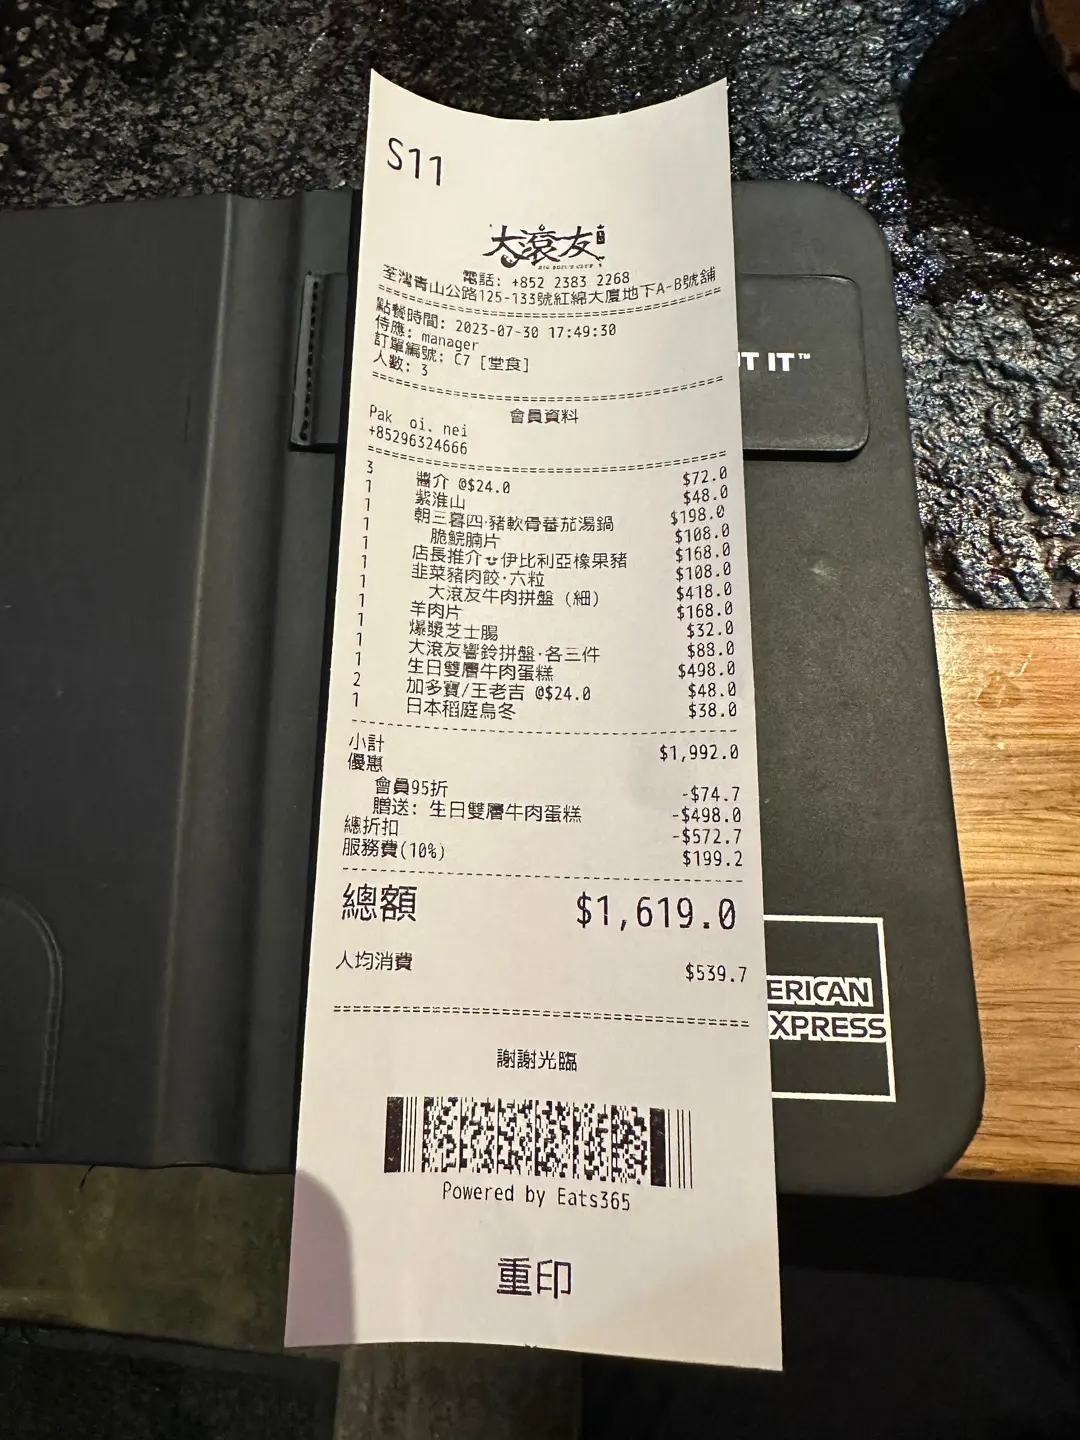 S11
大滾友
電話: +852 2383 2268
荃灣青山公路125-133號紅綿大廈地下A-B號舖
點餐時間: 2023-07-30 17:49:30
侍應: manager
訂單編號: C7 [堂食]
人數: 3
會員資料
Pak oi. nei
+85296324666
3 醬介 @$24.0 $72.0
1 紫淮山 $48.0
1 朝三暮四·豬軟骨蕃茄湯鍋 $198.0
1 脆鯇腩片 $108.0
1 店長推介 伊比利亞橡果豬 $168.0
1 韭菜豬肉餃·六粒 $108.0
1 大滾友牛肉拼盤 (細) $418.0
1 羊肉片 $168.0
1 爆漿芝士腸 $32.0
1 大滾友響鈴拼盤·各三件 $88.0
1 生日雙層牛肉蛋糕 $498.0
2 加多寶/王老吉 @$24.0 $48.0
1 日本稻庭烏冬 $38.0
小計 $1,992.0
優惠
會員95折 -$74.7
贈送: 生日雙層牛肉蛋糕 -$498.0
總折扣 -$572.7
服務費(10%) $199.2
總額 $1,619.0
人均消費 $539.7
謝謝光臨
Powered by Eats365
重印
UT IT™
ERICAN
XPRESS